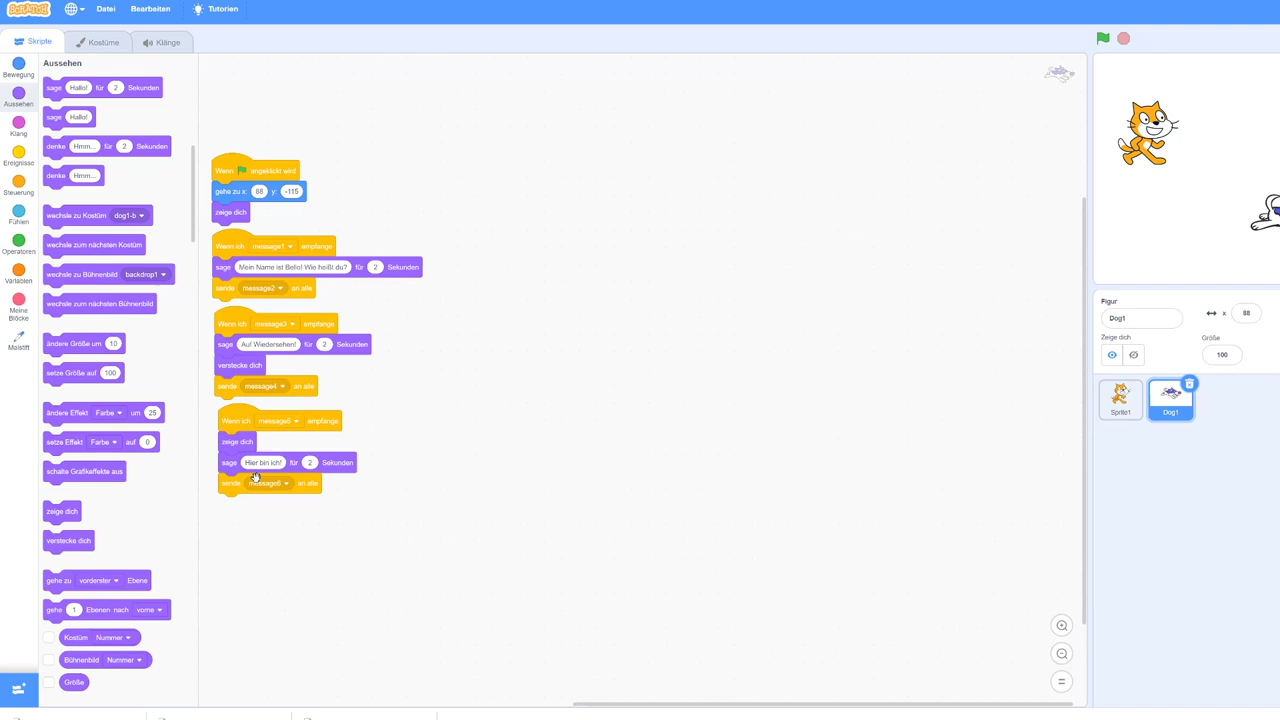 SCRATCH
Datei
Bearbeiten
Tutorien
Skripte
Kostüme
Klänge
Bewegung
Aussehen
Klang
Ereignisse
Steuerung
Fühlen
Operatoren
Variablen
Meine
Blöcke
Malstift
Aussehen
sage Hallo! für 2 Sekunden
sage Hallo!
denke Hmm... für 2 Sekunden
denke Hmm...
wechsle zu Kostüm dog1-b
wechsle zum nächsten Kostüm
wechsle zu Bühnenbild backdrop1
wechsle zum nächsten Bühnenbild
ändere Größe um 10
setze Größe auf 100
ändere Effekt Farbe um 25
setze Effekt Farbe auf 0
schalte Grafikeffekte aus
zeige dich
verstecke dich
gehe zu vorderster Ebene
gehe 1 Ebenen nach vorne
Kostüm Nummer
Bühnenbild Nummer
Größe
Wenn angeklickt wird
gehe zu x: 88 y: -115
zeige dich
Wenn ich message1 empfange
sage Mein Name ist Bello! Wie heißt du? für 2 Sekunden
sende message2 an alle
Wenn ich message3 empfange
sage Auf Wiedersehen! für 2 Sekunden
verstecke dich
sende message4 an alle
Wenn ich message5 empfange
zeige dich
sage Hier bin ich! für 2 Sekunden
sende message6 an alle
Figur
Dog1
x 88
Zeige dich
Größe
100
Sprite1
Dog1